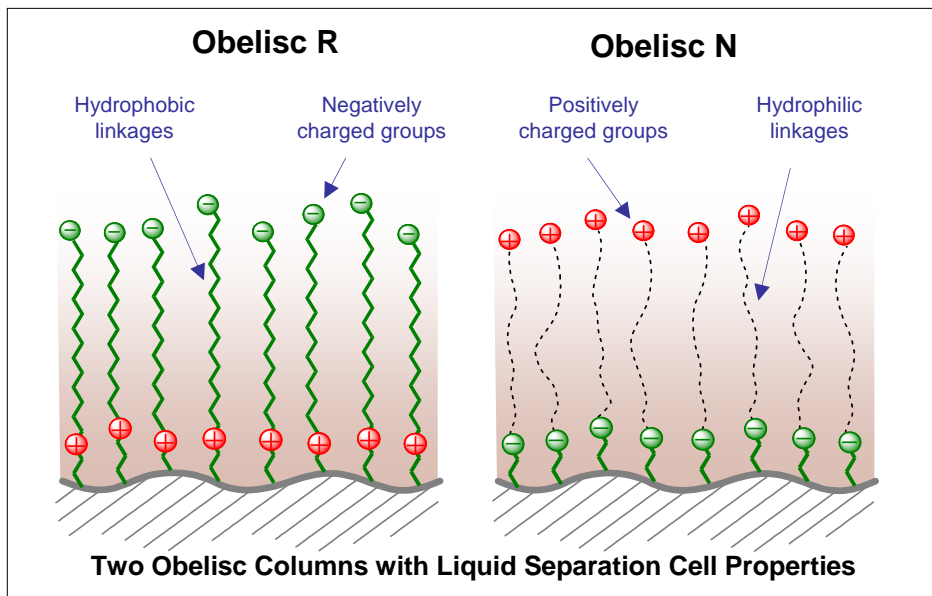 Obelisc R
Obelisc N
Hydrophobic
linkages
Negatively
charged groups
Positively
charged groups
Hydrophilic
linkages
Two Obelisc Columns with Liquid Separation Cell Properties